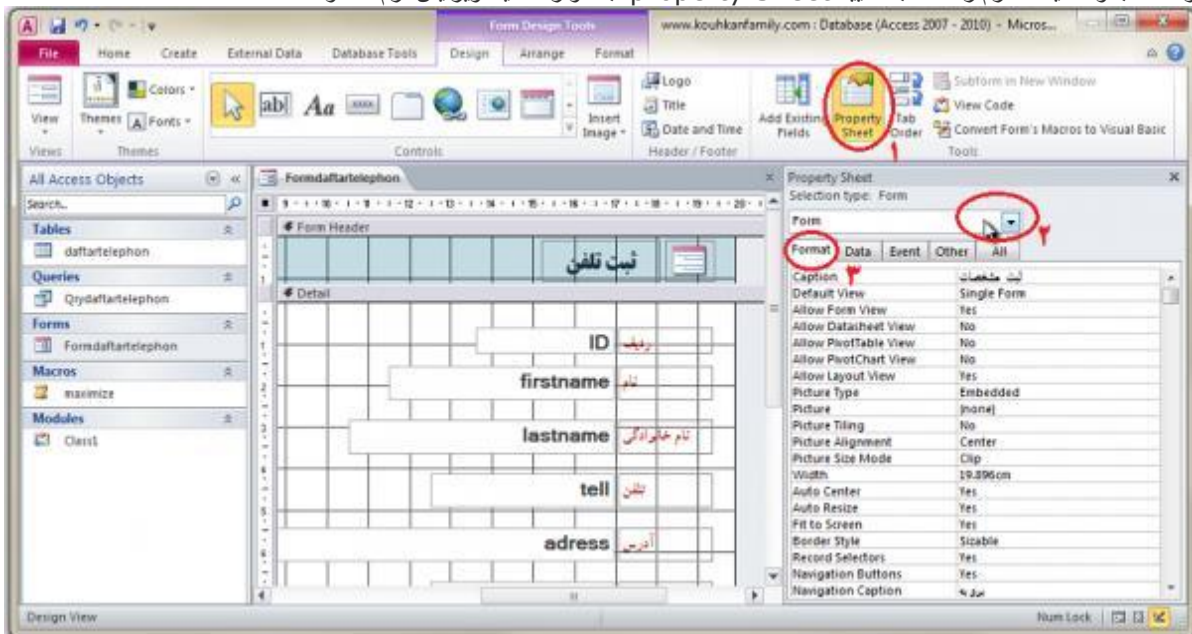 Property Sheet
Form Design Tools
www.kouhkanfamily.com : Database (Access 2007 - 2010) - Micros...
File Home Create External Data Database Tools Design Arrange Format
View
Themes
Colors
Fonts
Insert Image
Logo
Title
Date and Time
Add Existing Fields
Property Sheet
Tab Order
Subform in New Window
View Code
Convert Form's Macros to Visual Basic
Views Themes Controls Header / Footer Tools
۱
All Access Objects
Search...
Tables
daftartelephon
Queries
Qrydaftartelephon
Forms
Formdaftartelephon
Macros
maximize
Modules
Class1
Formdaftartelephon
Form Header
ثبت تلفن
Detail
ردیف ID
نام firstname
نام خانوادگی lastname
تلفن tell
آدرس adress
Property Sheet
Selection type: Form
Form
۲
Format Data Event Other All
۳
Caption ثبت مشخصات
Default View Single Form
Allow Form View Yes
Allow Datasheet View No
Allow PivotTable View No
Allow PivotChart View No
Allow Layout View Yes
Picture Type Embedded
Picture (none)
Picture Tiling No
Picture Alignment Center
Picture Size Mode Clip
Width 19.896cm
Auto Center Yes
Auto Resize Yes
Fit to Screen Yes
Border Style Sizable
Record Selectors Yes
Navigation Buttons Yes
Navigation Caption برو به
Design View
Num Lock